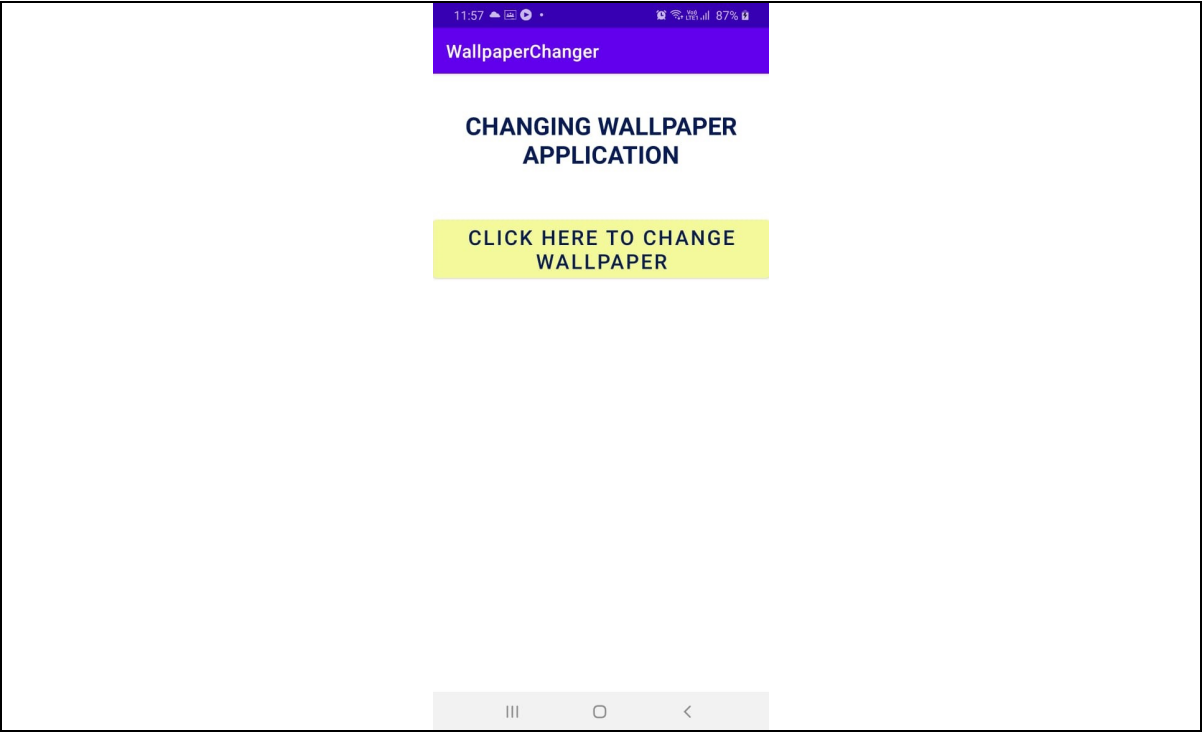 11:57
87%
WallpaperChanger
CHANGING WALLPAPER
APPLICATION
CLICK HERE TO CHANGE
WALLPAPER